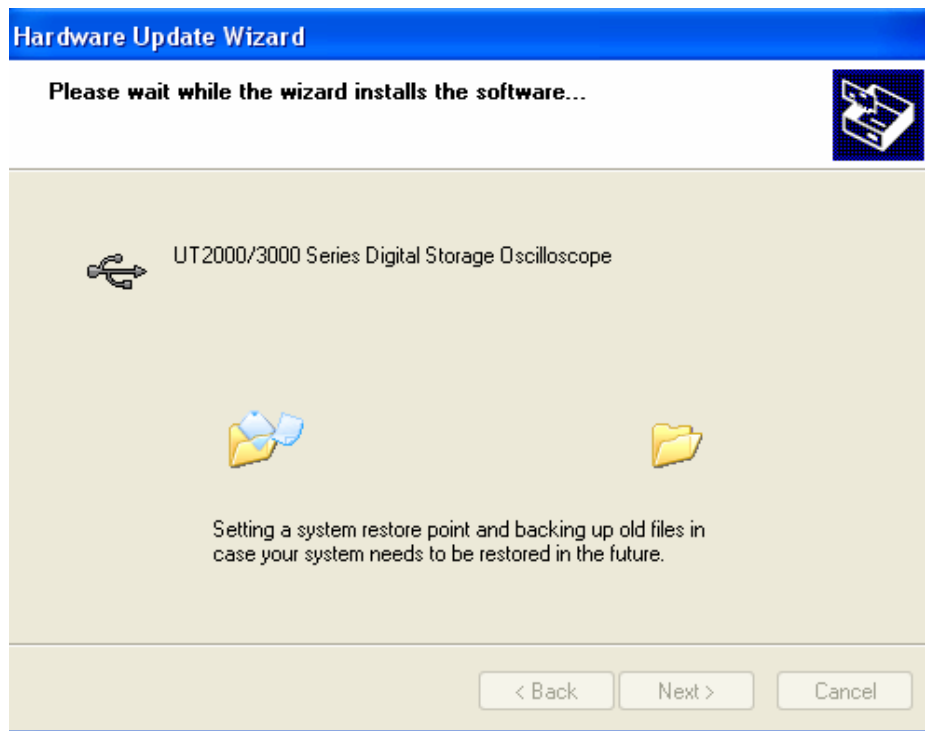 Hardware Update Wizard
Please wait while the wizard installs the software...
UT2000/3000 Series Digital Storage Oscilloscope
Setting a system restore point and backing up old files in
case your system needs to be restored in the future.
< Back
Next >
Cancel